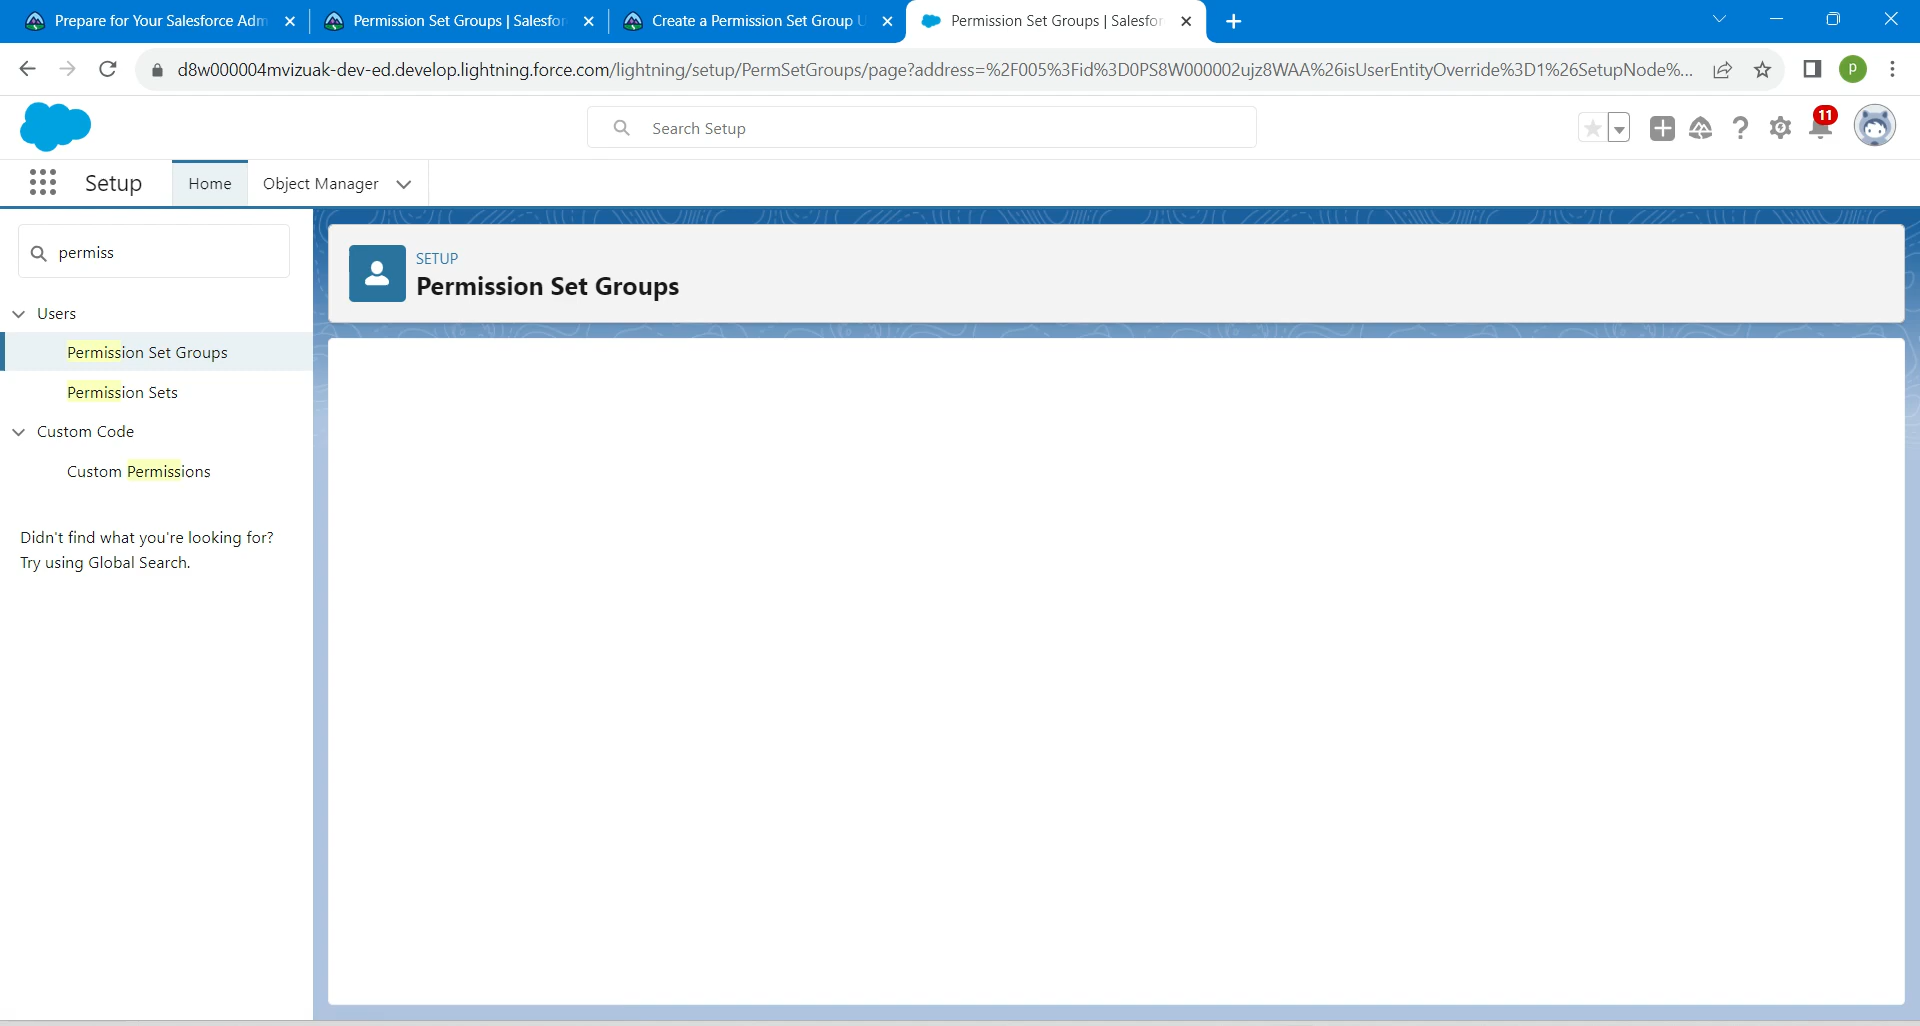 Prepare for Your Salesforce Adm
Permission Set Groups | Salesfor
Create a Permission Set Group U
Permission Set Groups | Salesfor
d8w000004mvizuak-dev-ed.develop.lightning.force.com/lightning/setup/PermSetGroups/page?address=%2F005%3Fid%3D0PS8W000002ujz8WAA%26isUserEntityOverride%3D1%26SetupNode%...
P
Search Setup
11
Setup
Home
Object Manager
permiss
Users
Permission Set Groups
Permission Sets
Custom Code
Custom Permissions
Didn't find what you're looking for?
Try using Global Search.
SETUP
Permission Set Groups